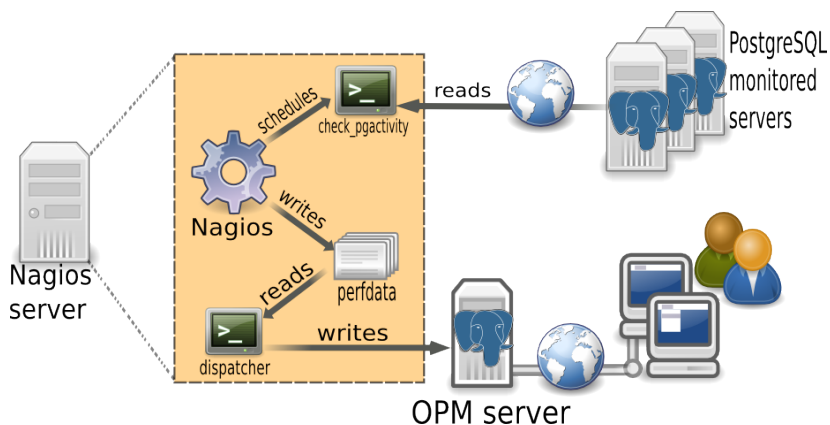 PostgreSQL
monitored
servers
reads
schedules
>_
check_pgactivity
Nagios
writes
Nagios
server
reads
perfdata
>_
writes
dispatcher
OPM server